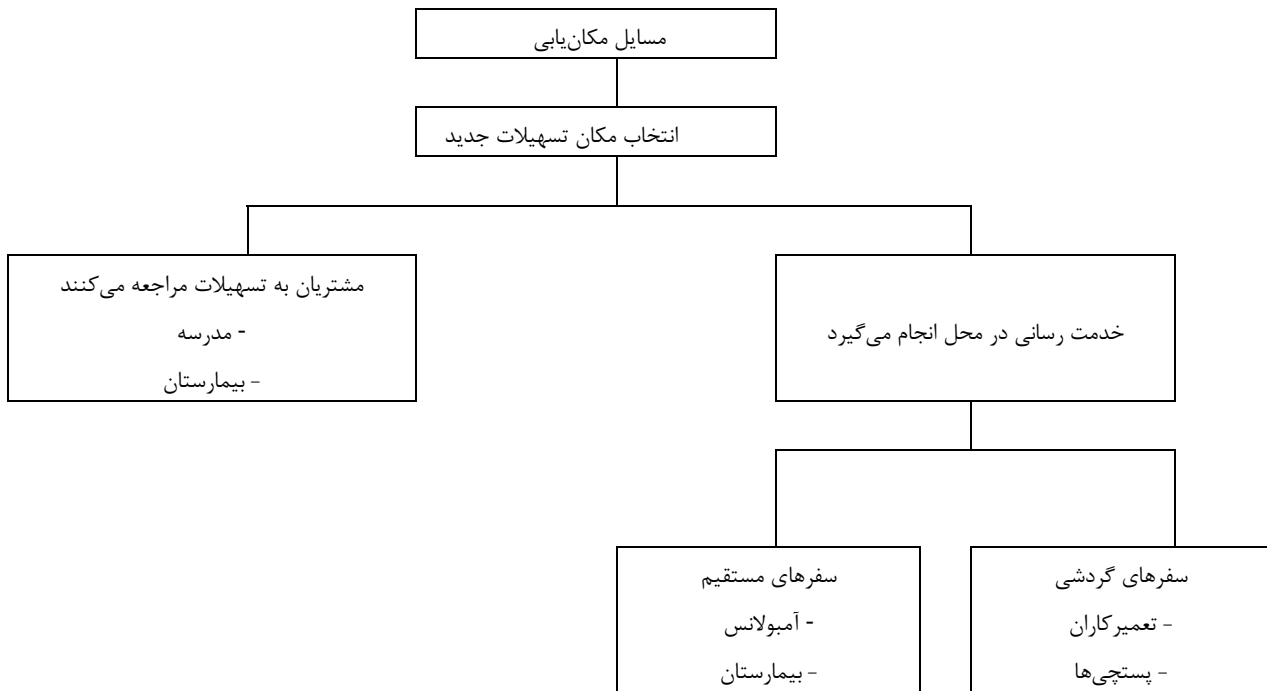 مسایل مکان‌یابی
انتخاب مکان تسهیلات جدید
خدمت رسانی در محل انجام می‌گیرد
مشتریان به تسهیلات مراجعه می‌کنند
- مدرسه
- بیمارستان
سفرهای گردشی
- تعمیرکاران
- پستچی‌ها
سفرهای مستقیم
- آمبولانس
- بیمارستان